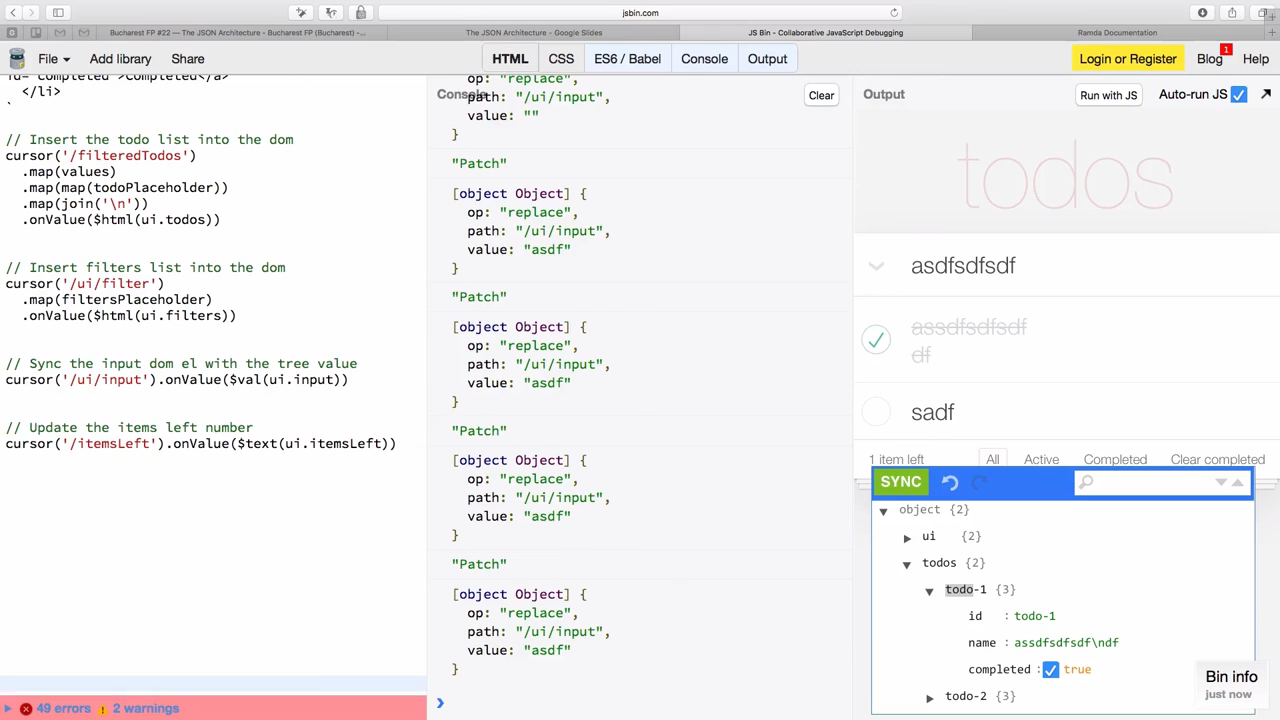 jsbin.com
Bucharest FP #22 — The JSON Architecture - Bucharest FP (Bucharest) -...
The JSON Architecture - Google Slides
JS Bin - Collaborative JavaScript Debugging
Ramda Documentation
File
Add library
Share
HTML
CSS
ES6 / Babel
Console
Output
Login or Register
Blog
1
Help
id="completed">Completed</a>
</li>
`
// Insert the todo list into the dom
cursor('/filteredTodos')
.map(values)
.map(map(todoPlaceholder))
.map(join('\n'))
.onValue($html(ui.todos))
// Insert filters list into the dom
cursor('/ui/filter')
.map(filtersPlaceholder)
.onValue($html(ui.filters))
// Sync the input dom el with the tree value
cursor('/ui/input').onValue($val(ui.input))
// Update the items left number
cursor('/itemsLeft').onValue($text(ui.itemsLeft))
49 errors
2 warnings
Console
Clear
op: "replace",
path: "/ui/input",
value: ""
}
"Patch"
[object Object] {
op: "replace",
path: "/ui/input",
value: "asdf"
}
"Patch"
[object Object] {
op: "replace",
path: "/ui/input",
value: "asdf"
}
"Patch"
[object Object] {
op: "replace",
path: "/ui/input",
value: "asdf"
}
"Patch"
[object Object] {
op: "replace",
path: "/ui/input",
value: "asdf"
}
Output
Run with JS
Auto-run JS
todos
asdfsdfsdf
assdfsdfsdf
df
sadf
1 item left
All
Active
Completed
Clear completed
SYNC
object {2}
ui {2}
todos {2}
todo-1 {3}
id : todo-1
name : assdfsdfsdf\ndf
completed : true
todo-2 {3}
Bin info
just now